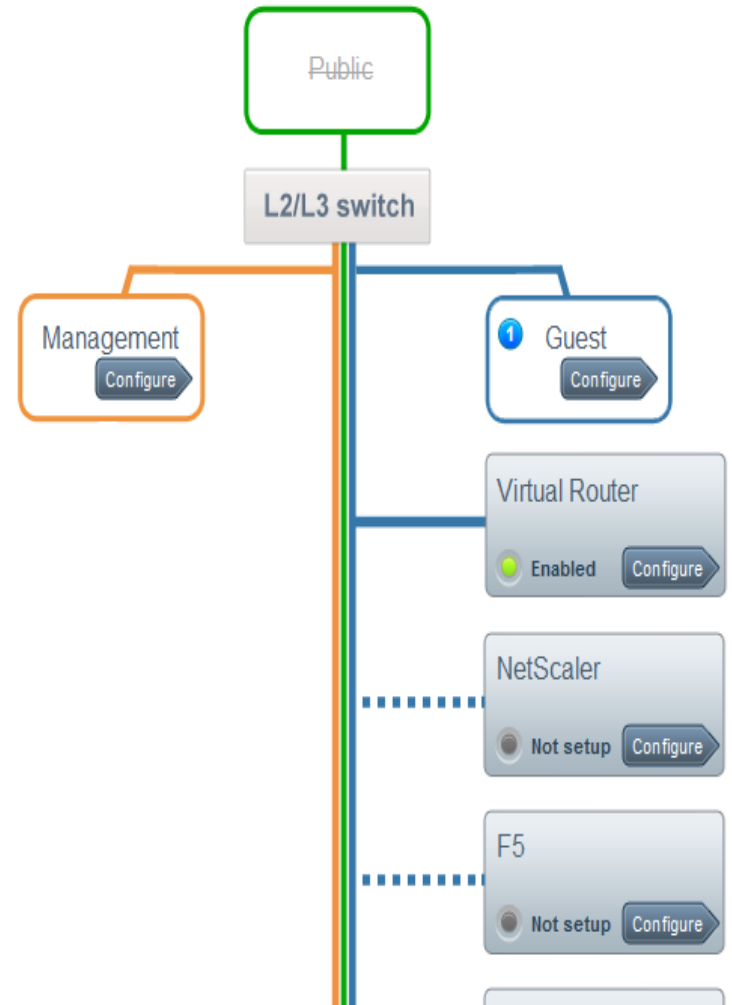 Public
L2/L3 switch
Management
Configure
1
Guest
Configure
Virtual Router
Enabled
Configure
NetScaler
Not setup
Configure
F5
Not setup
Configure